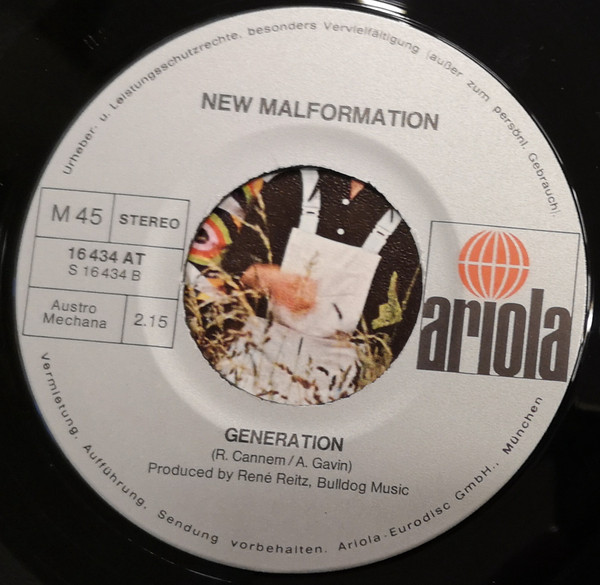 Urheber- u. Leistungsschutzrechte, besonders Vervielfältigung (außer zum persönl. Gebrauch),
NEW MALFORMATION
M 45
STEREO
16 434 AT
S 16 434 B
Austro
Mechana
2.15
ariola
GENERATION
(R. Cannem / A. Gavin)
Produced by René Reitz, Bulldog Music
Vermietung, Aufführung, Sendung vorbehalten. Ariola-Eurodisc GmbH., München